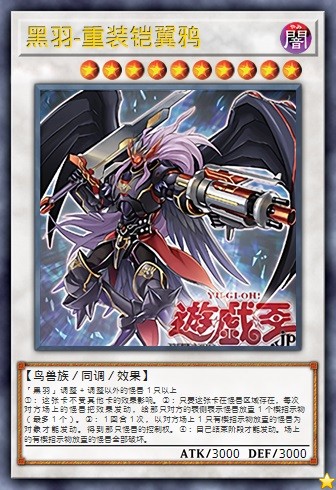 黑羽-重装铠翼鸦
闇
YU-GI-OH!
遊戯王
.JP
【鸟兽族/同调/效果】
「黑羽」调整+调整以外的怪兽1只以上
①:这张卡不受其他卡的效果影响。②:只要这张卡在怪兽区域存在,每次
对方场上的怪兽把效果发动,给那只对方的表侧表示怪兽放置1个楔指示物
(最多1个)。③:1回合1次,以对方场上1只有楔指示物放置的怪兽为
对象才能发动。得到那只怪兽的控制权。④:自己结束阶段才能发动。场上
的有楔指示物放置的怪兽全部破坏。
ATK/3000 DEF/3000